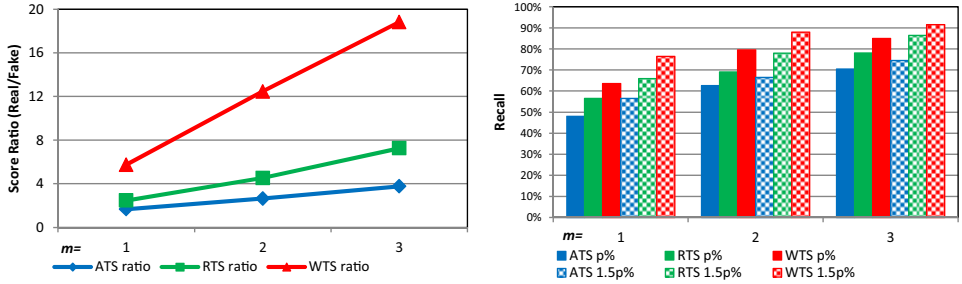 Score Ratio (Real/Fake)
20
16
12
8
4
0
m= 1 2 3
ATS ratio RTS ratio WTS ratio
Recall
100%
90%
80%
70%
60%
50%
40%
30%
20%
10%
0%
m= 1 2 3
ATS p% RTS p% WTS p%
ATS 1.5p% RTS 1.5p% WTS 1.5p%